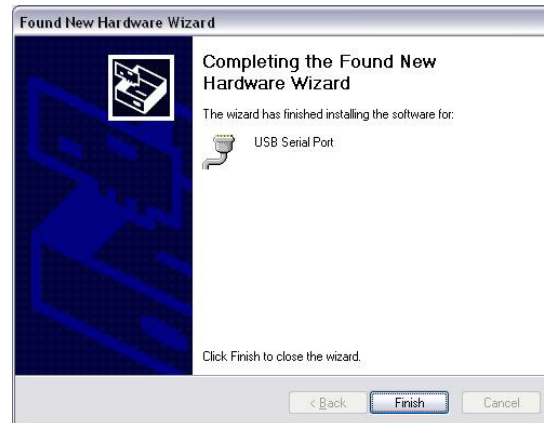 Found New Hardware Wizard
Completing the Found New
Hardware Wizard
The wizard has finished installing the software for:
USB Serial Port
Click Finish to close the wizard.
< Back
Finish
Cancel